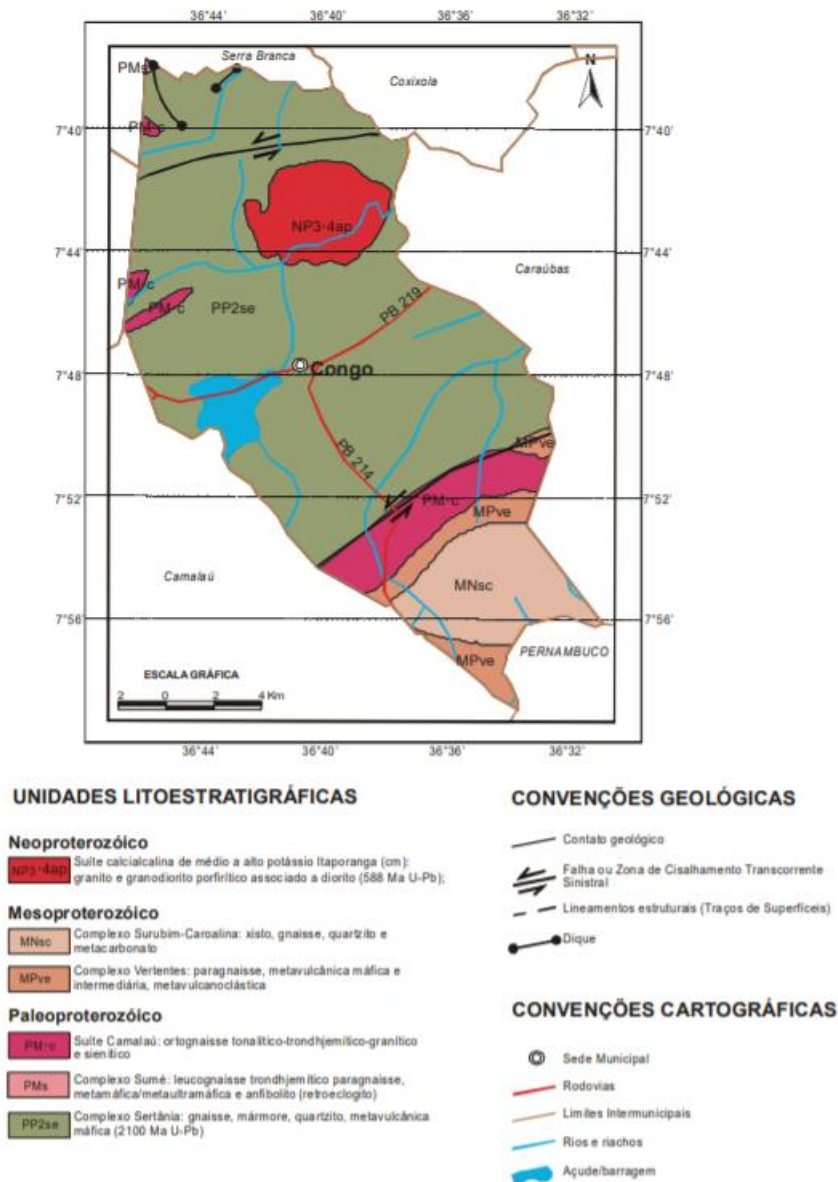 36°44' 36°40' 36°36' 36°32'
Serra Branca
N
PMs
Coxixola
7°40' PM-c 7°40'
NP3-4ap
7°44' 7°44'
Caraúbas
PM-c
PM-c PP2se
PB 219
Congo
7°48' 7°48'
PB 214
MPve
7°52' PM-c 7°52'
MPve
Camalaú
MNsc
7°56' 7°56'
PERNAMBUCO
MPve
ESCALA GRÁFICA
2 0 2 4 Km
36°44' 36°40' 36°36' 36°32'
UNIDADES LITOESTRATIGRÁFICAS
Neoproterozóico
NP3-4ap Suíte calcialcalina de médio a alto potássio Itaporanga (cm):
granito e granodiorito porfirítico associado a diorito (588 Ma U-Pb);
Mesoproterozóico
MNsc Complexo Surubim-Caroalina: xisto, gnaisse, quartzito e
metacarbonato
MPve Complexo Vertentes: paragnaisse, metavulcânica máfica e
intermediária, metavulcanoclástica
Paleoproterozóico
PM-c Suíte Camalaú: ortognaisse tonalítico-trondhjemítico-granítico
e sienítico
PMs Complexo Sumé: leucognaisse trondhjemítico paragnaisse,
metamáfica/metaultramáfica e anfibolito (retroeclogito)
PP2se Complexo Sertânia: gnaisse, mármore, quartzito, metavulcânica
máfica (2100 Ma U-Pb)
CONVENÇÕES GEOLÓGICAS
Contato geológico
Falha ou Zona de Cisalhamento Transcorrente
Sinistral
Lineamentos estruturais (Traços de Superfíceis)
Dique
CONVENÇÕES CARTOGRÁFICAS
Sede Municipal
Rodovias
Limites Intermunicipais
Rios e riachos
Açude/barragem